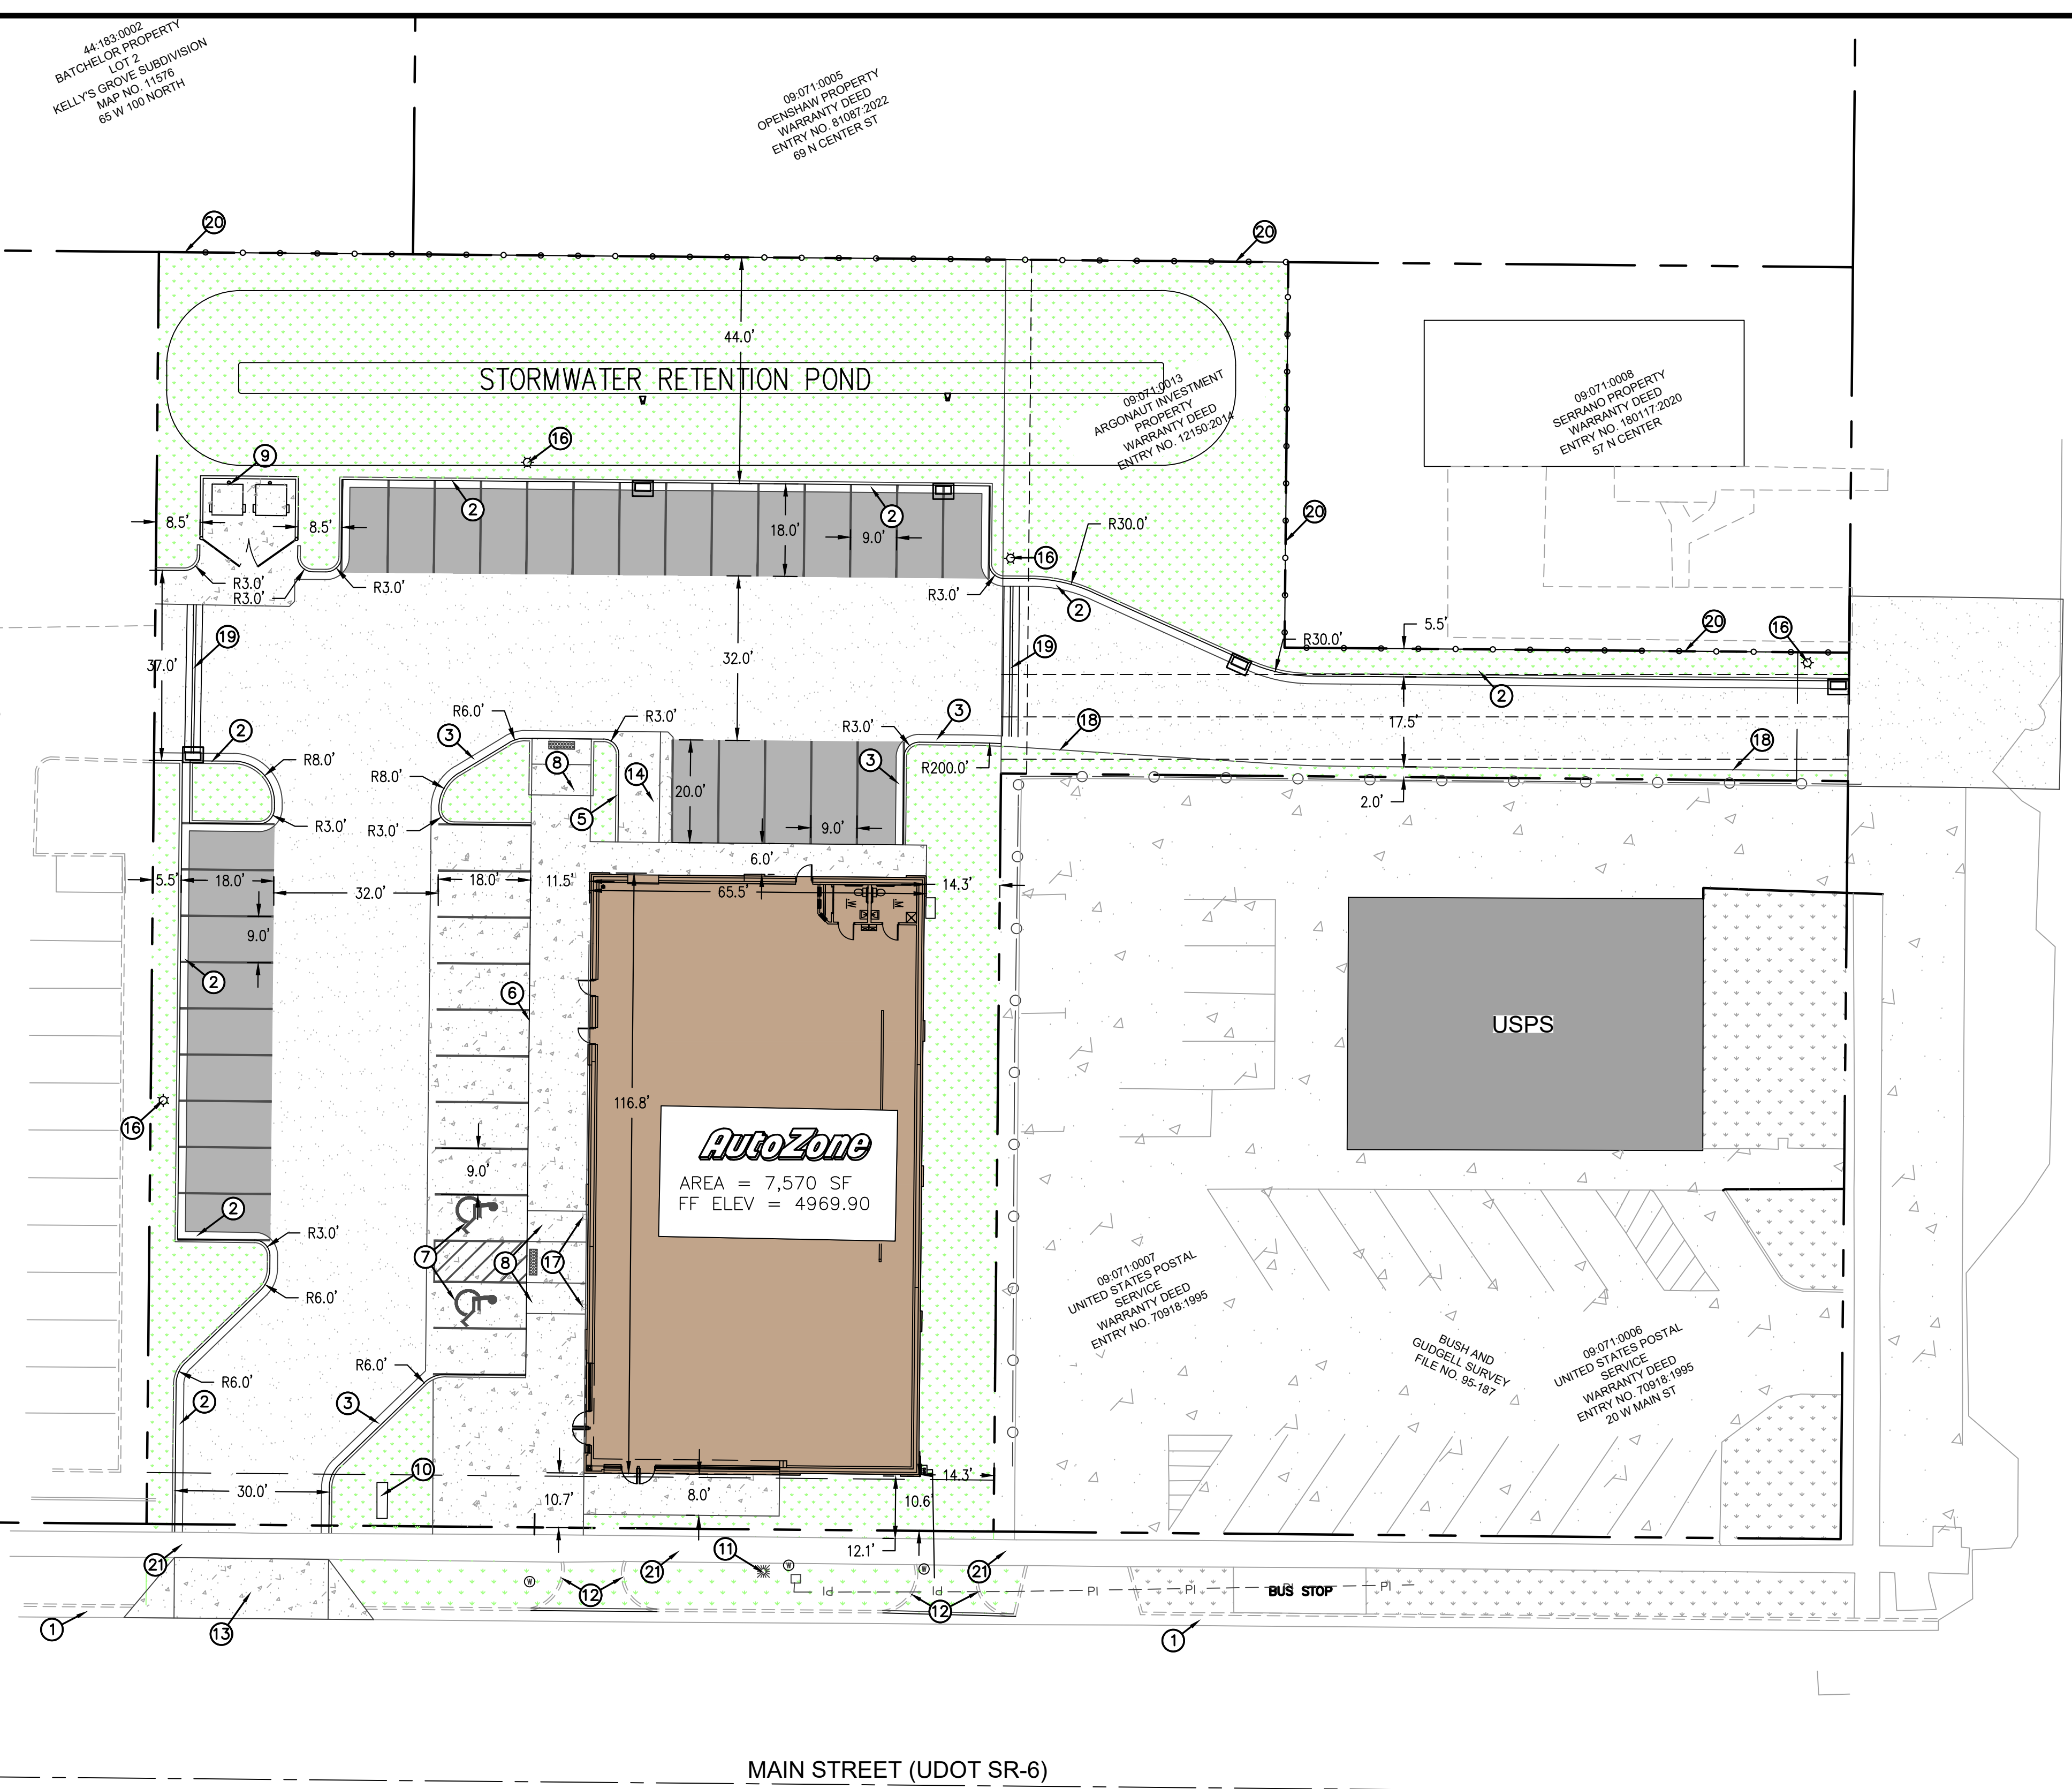 44:183:0002
BATCHELOR PROPERTY
LOT 2
KELLY'S GROVE SUBDIVISION
MAP NO. 11576
65 W 100 NORTH
09:071:0005
OPENSHAW PROPERTY
WARRANTY DEED
ENTRY NO. 81087:2022
69 N CENTER ST
20
20
44.0'
STORMWATER RETENTION POND
09:071:0013
ARGONAUT INVESTMENT
PROPERTY
WARRANTY DEED
ENTRY NO. 12150:2014
09:071:0008
SERRANO PROPERTY
WARRANTY DEED
ENTRY NO. 180117:2020
57 N CENTER
16
9
2
2
8.5'
8.5'
18.0'
9.0'
R30.0'
20
16
R3.0'
R3.0'
R3.0'
R3.0'
2
19
37.0'
32.0'
19
R30.0'
5.5'
20
16
2
R6.0'
R3.0'
R3.0'
3
18
17.5'
18
2
3
R8.0'
R8.0'
8
14
3
R200.0'
20.0'
2.0'
5
R3.0'
R3.0'
9.0'
6.0'
5.5'
18.0'
32.0'
18.0'
11.5'
65.5'
14.3'
9.0'
2
6
M
M
USPS
16
116.8'
AutoZone
AREA = 7,570 SF
FF ELEV = 4969.90
9.0'
2
R3.0'
7
8
17
R6.0'
09:071:0007
UNITED STATES POSTAL
SERVICE
WARRANTY DEED
ENTRY NO. 70918:1995
BUSH AND
GUDGELL SURVEY
FILE NO. 95-187
09:071:0006
UNITED STATES POSTAL
SERVICE
WARRANTY DEED
ENTRY NO. 70918:1995
20 W MAIN ST
R6.0'
R6.0'
2
3
10
30.0'
10.7'
8.0'
14.3'
10.6'
12.1'
21
21
11
W
W
W
21
12
12
PI
PI
PI
PI
PI
BUS STOP
1
13
1
MAIN STREET (UDOT SR-6)